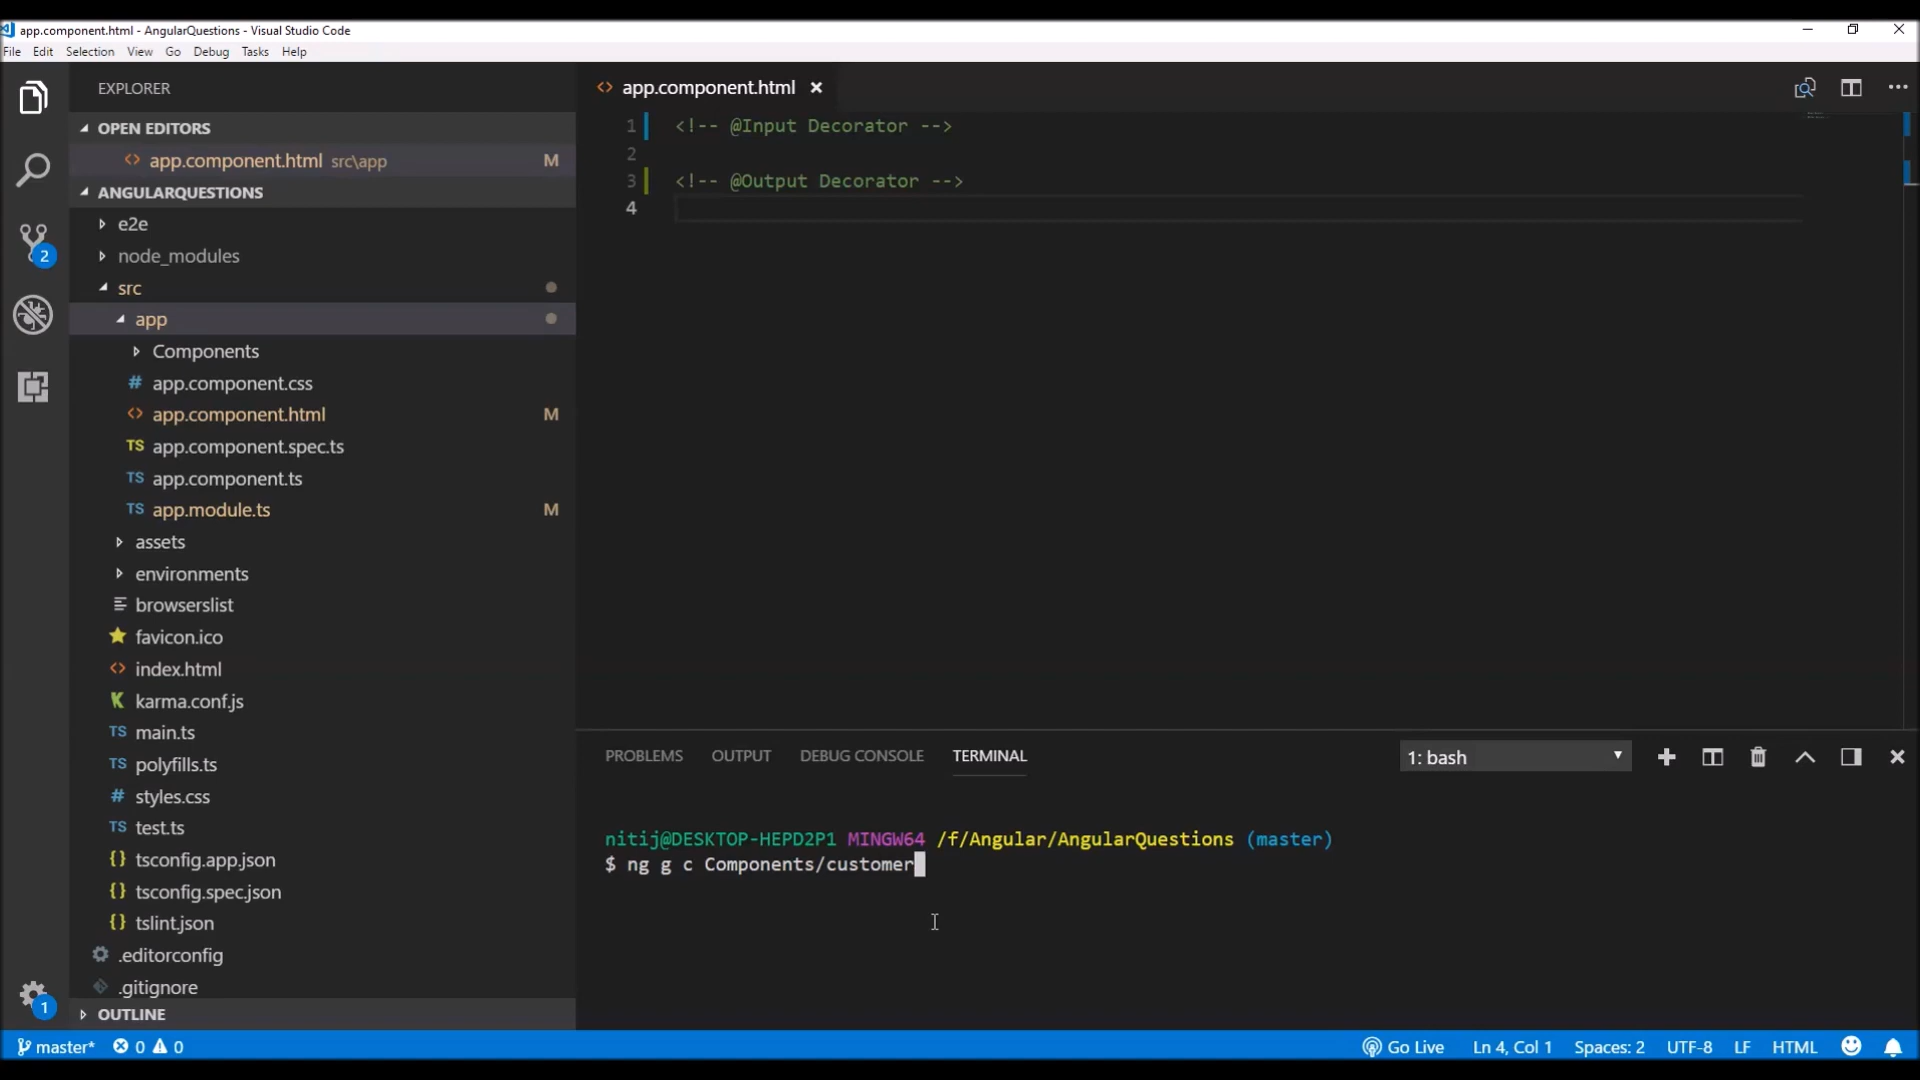 app.component.html - AngularQuestions - Visual Studio Code
File Edit Selection View Go Debug Tasks Help
EXPLORER
OPEN EDITORS
app.component.html src\app M
ANGULARQUESTIONS
e2e
node_modules
src
app
Components
app.component.css
app.component.html M
app.component.spec.ts
app.component.ts
app.module.ts M
assets
environments
browserslist
favicon.ico
index.html
karma.conf.js
main.ts
polyfills.ts
styles.css
test.ts
tsconfig.app.json
tsconfig.spec.json
tslint.json
.editorconfig
.gitignore
OUTLINE
2
1
app.component.html
1 <!-- @Input Decorator -->
2
3 <!-- @Output Decorator -->
4
PROBLEMS OUTPUT DEBUG CONSOLE TERMINAL 1: bash
nitij@DESKTOP-HEPD2P1 MINGW64 /f/Angular/AngularQuestions (master)
$ ng g c Components/customer
master* 0 0 Go Live Ln 4, Col 1 Spaces: 2 UTF-8 LF HTML